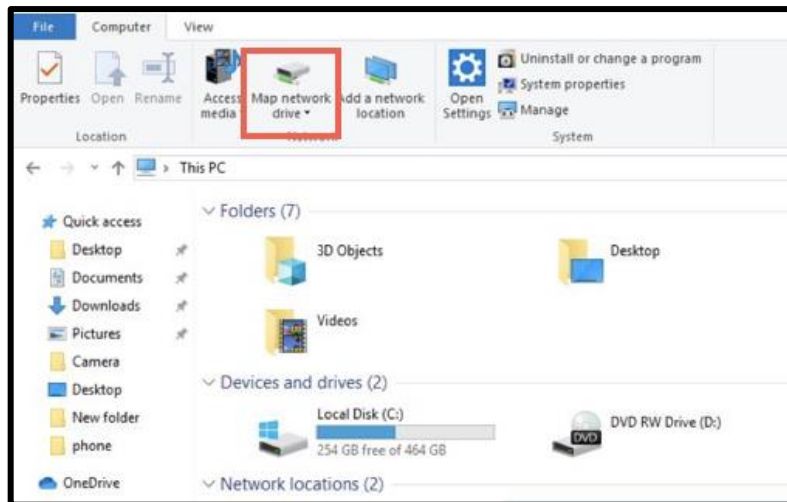 File Computer View
Uninstall or change a program
System properties
Manage
Properties Open Rename Access media Map network drive Add a network location Open Settings
Location System
This PC
Quick access
Desktop
Documents
Downloads
Pictures
Camera
Desktop
New folder
phone
OneDrive
Folders (7)
3D Objects Desktop
Videos
Devices and drives (2)
Local Disk (C:)
254 GB free of 464 GB
DVD RW Drive (D:)
DVD
Network locations (2)